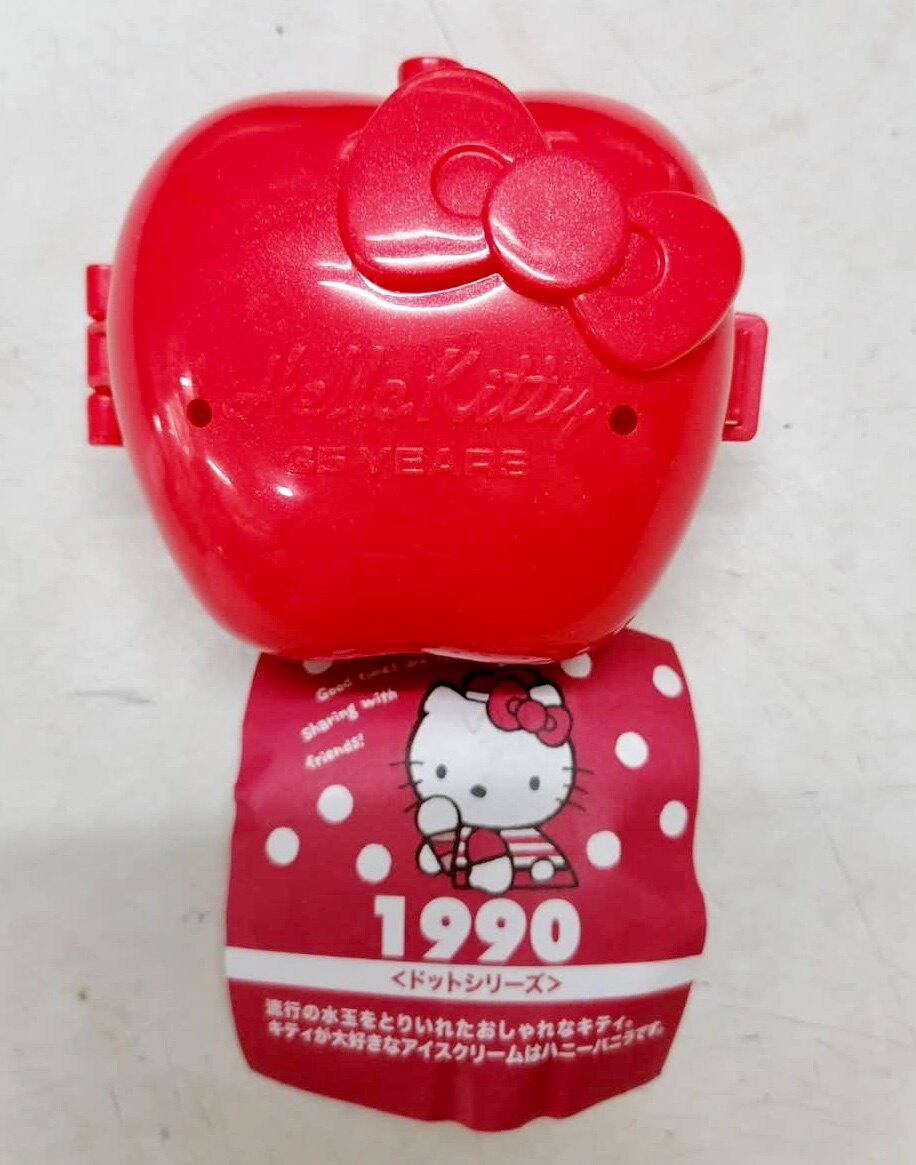 Hello Kitty
35 YEARS
Good times are
Sharing with
friends!
1990
<ドットシリーズ>
流行の水玉をとりいれたおしゃれなキティ。
キティが大好きなアイスクリームはハニーバニラです。